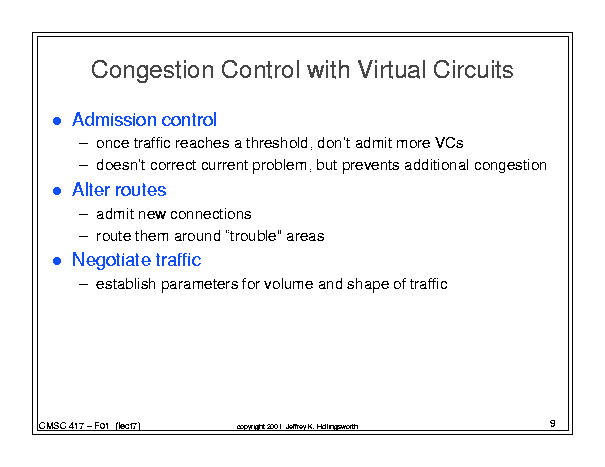 Congestion Control with Virtual Circuits
● Admission control
– once traffic reaches a threshold, don't admit more VCs
– doesn't correct current problem, but prevents additional congestion
● Alter routes
– admit new connections
– route them around "trouble" areas
● Negotiate traffic
– establish parameters for volume and shape of traffic
CMSC 417 – F01 (lect7)
copyright 2001 Jeffrey K. Hollingsworth
9